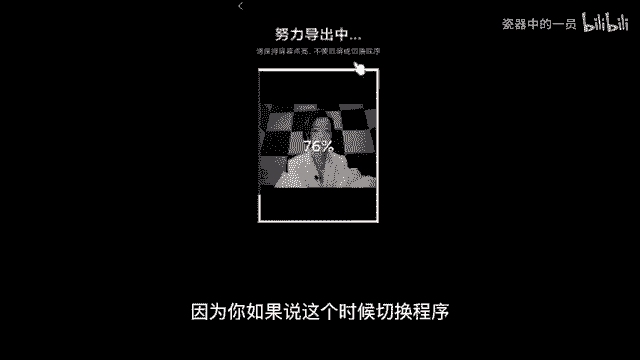 瓷器中的一员 bilibili
努力导出中...
请保持屏幕点亮，不要锁屏或切换程序
76%
因为你如果说这个时候切换程序